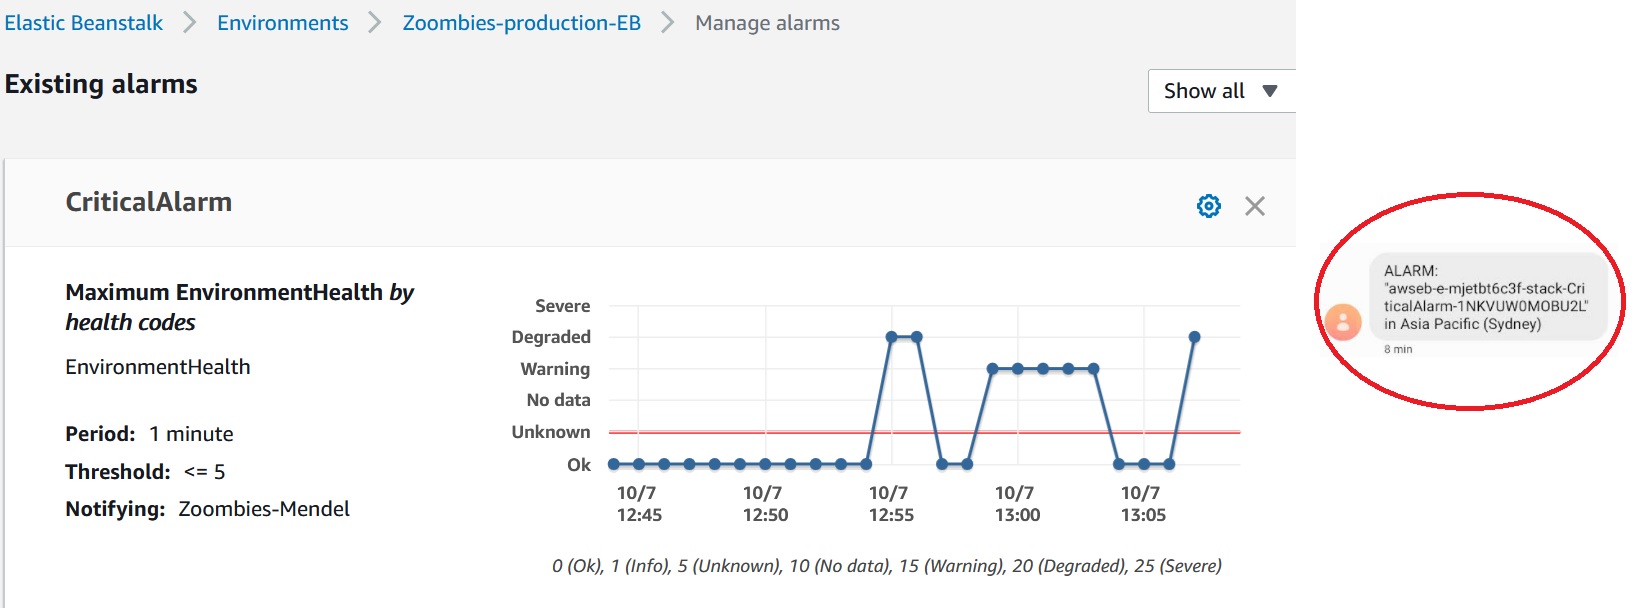 Elastic Beanstalk > Environments > Zoombies-production-EB > Manage alarms
Existing alarms
Show all
CriticalAlarm
Maximum EnvironmentHealth by
health codes
EnvironmentHealth
Period: 1 minute
Threshold: <= 5
Notifying: Zoombies-Mendel
Severe
Degraded
Warning
No data
Unknown
Ok
10/7 10/7 10/7 10/7 10/7
12:45 12:50 12:55 13:00 13:05
0 (Ok), 1 (Info), 5 (Unknown), 10 (No data), 15 (Warning), 20 (Degraded), 25 (Severe)
ALARM:
"awseb-e-mjetbt6c3f-stack-Cri
ticalAlarm-1NKVUW0MOBU2L"
in Asia Pacific (Sydney)
8 min